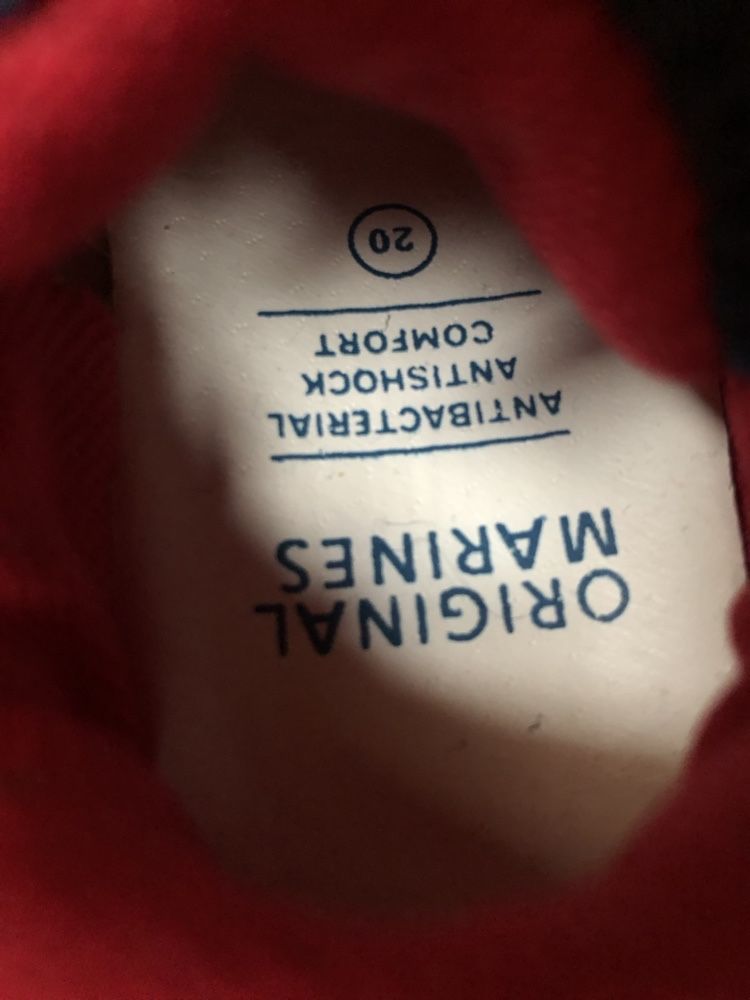 ORIGINAL
MARINES
ANTIBACTERIAL
ANTISHOCK
COMFORT
20